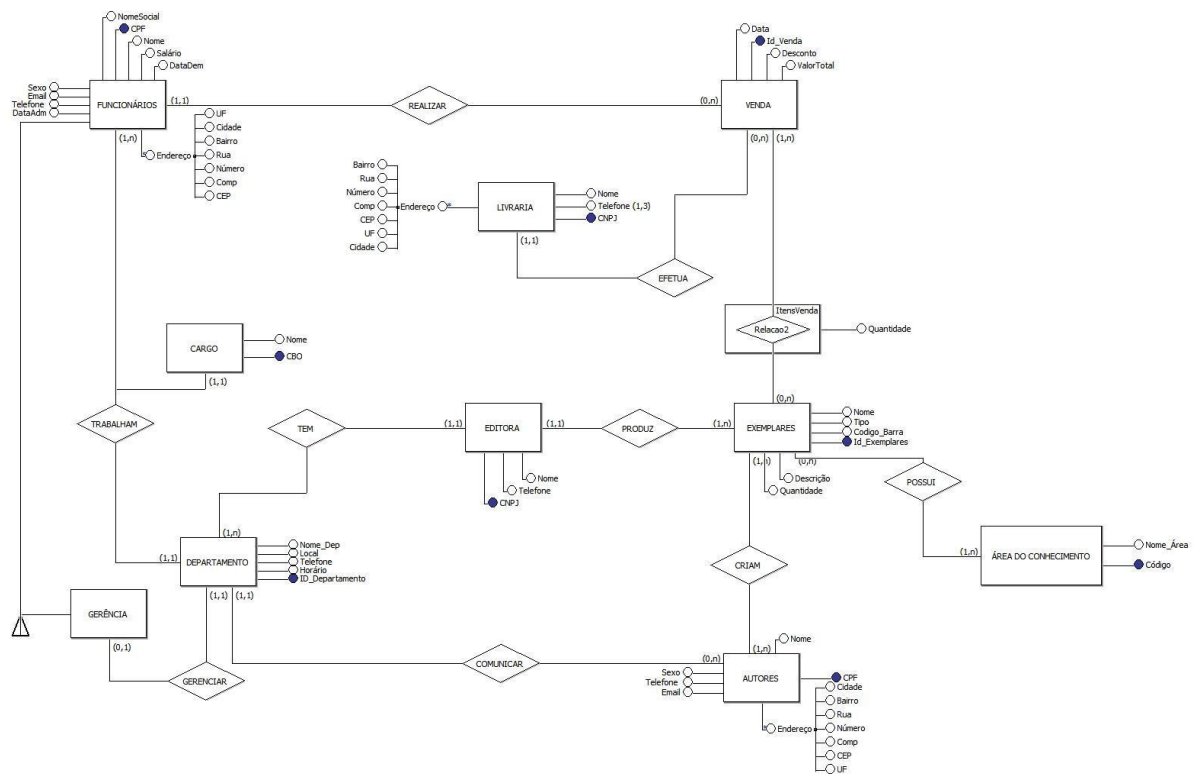 NomeSocial
CPF
Nome
Salário
DataDem
Sexo
Email
Telefone
DataAdm
FUNCIONÁRIOS
(1,1)
REALIZAR
(0,n)
Data
Id_Venda
Desconto
ValorTotal
VENDA
(0,n)
(1,n)
(1,n)
Endereço
UF
Cidade
Bairro
Rua
Número
Comp
CEP
Bairro
Rua
Número
Comp
CEP
UF
Cidade
Endereço
LIVRARIA
Nome
Telefone (1,3)
CNPJ
(1,1)
EFETUA
ItensVenda
Relacao2
Quantidade
CARGO
Nome
CBO
(1,1)
TRABALHAM
TEM
(1,1)
EDITORA
(1,1)
PRODUZ
(1,n)
(0,n)
EXEMPLARES
Nome
Tipo
Codigo_Barra
Id_Exemplares
Nome
Telefone
CNPJ
(1,n)
(0,n)
Descrição
Quantidade
POSSUI
(1,n)
ÁREA DO CONHECIMENTO
Nome_Área
Código
(1,n)
(1,1)
DEPARTAMENTO
Nome_Dep
Local
Telefone
Horário
ID_Departamento
(1,1)
(1,1)
CRIAM
GERÊNCIA
(0,1)
GERENCIAR
COMUNICAR
(0,n)
(1,n)
Nome
Sexo
Telefone
Email
AUTORES
CPF
Endereço
Cidade
Bairro
Rua
Número
Comp
CEP
UF